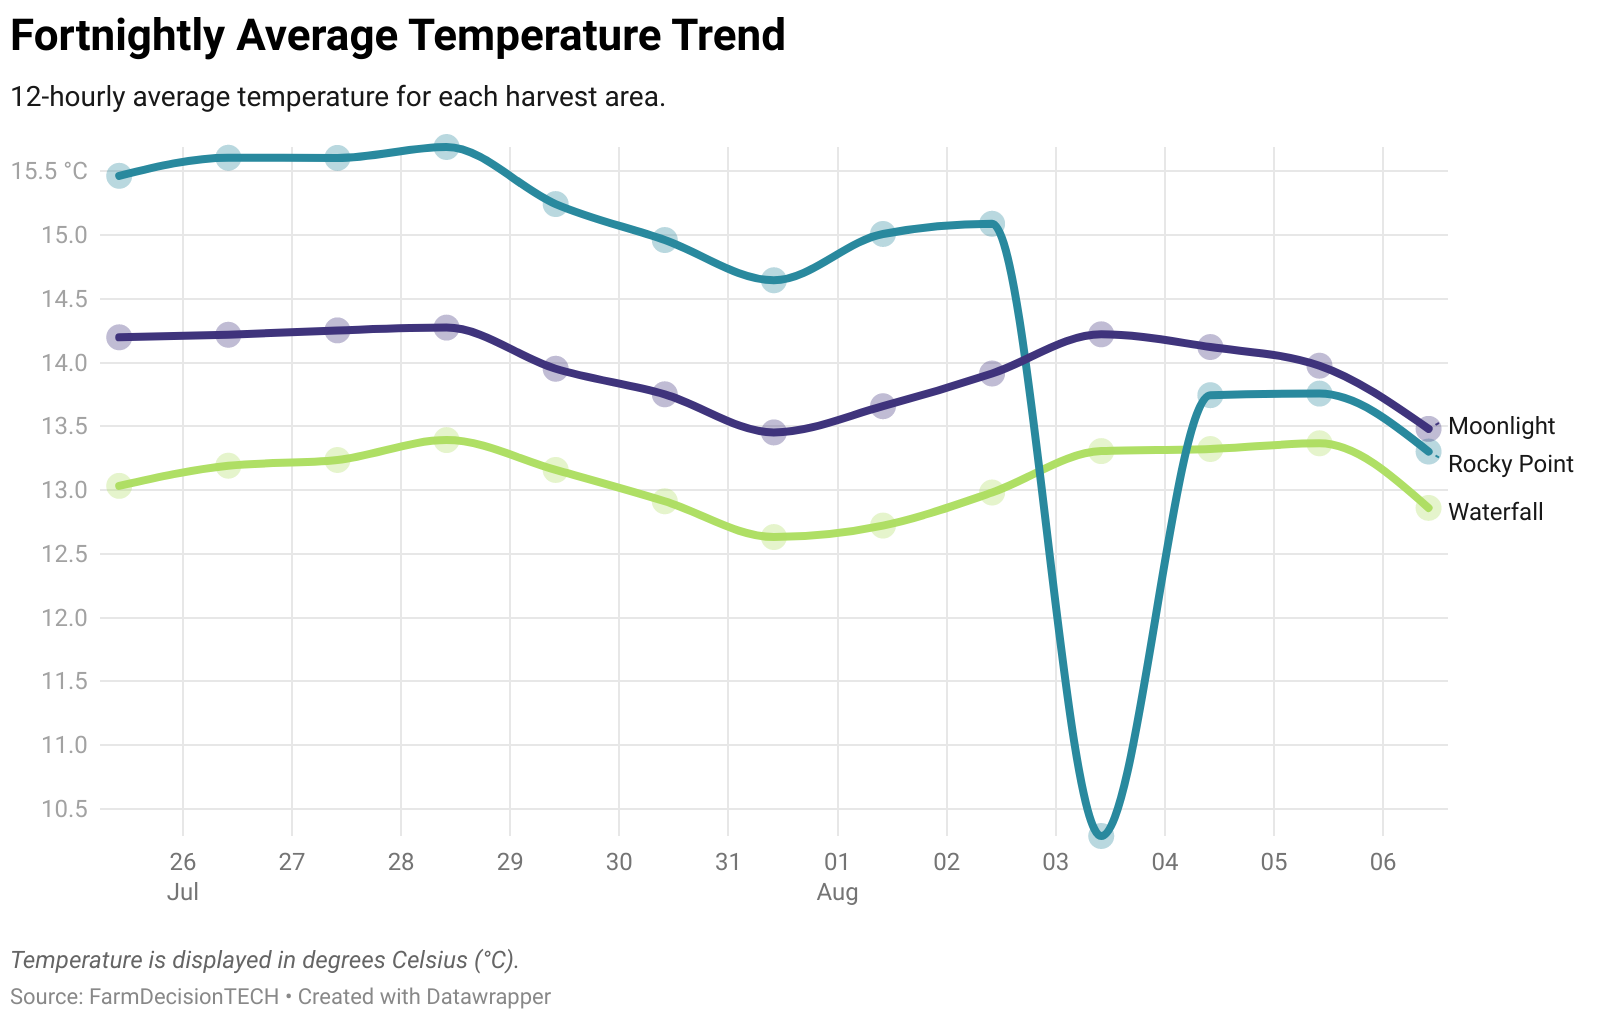 Fortnightly Average Temperature Trend
12-hourly average temperature for each harvest area.
15.5 °C
15.0
14.5
14.0
13.5
13.0
12.5
12.0
11.5
11.0
10.5
Moonlight
Rocky Point
Waterfall
26 27 28 29 30 31 01 02 03 04 05 06
Jul Aug
Temperature is displayed in degrees Celsius (°C).
Source: FarmDecisionTECH • Created with Datawrapper